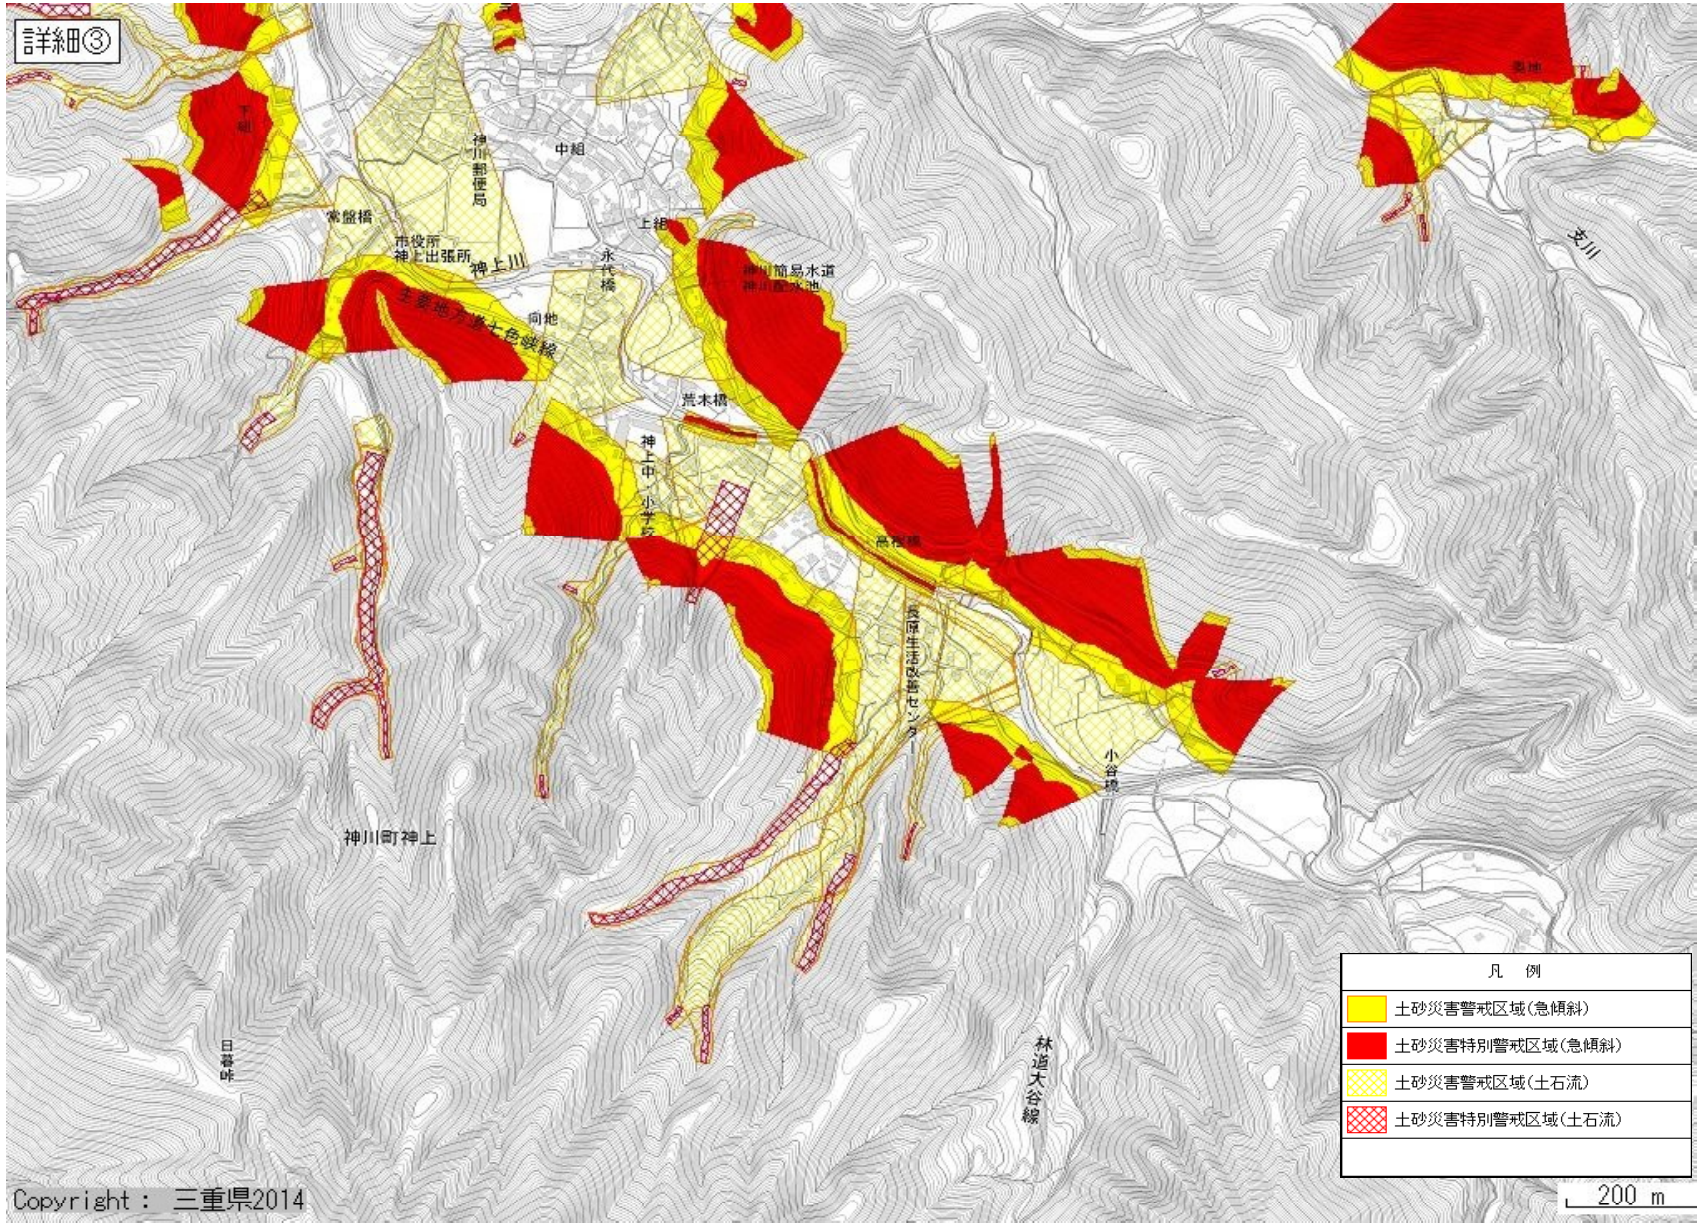 詳細③
下組
神川郵便局
中組
奥地
常盤橋
上組
支川
市役所
神上出張所
神上川
永代橋
神川簡易水道
神川配水池
主要地方道七色峡線
向地
荒木橋
神上中・小学校
高桜橋
長原生活改善センター
小谷橋
神川町神上
日暮峠
林道大谷線
凡 例
土砂災害警戒区域(急傾斜)
土砂災害特別警戒区域(急傾斜)
土砂災害警戒区域(土石流)
土砂災害特別警戒区域(土石流)
200 m
Copyright : 三重県2014